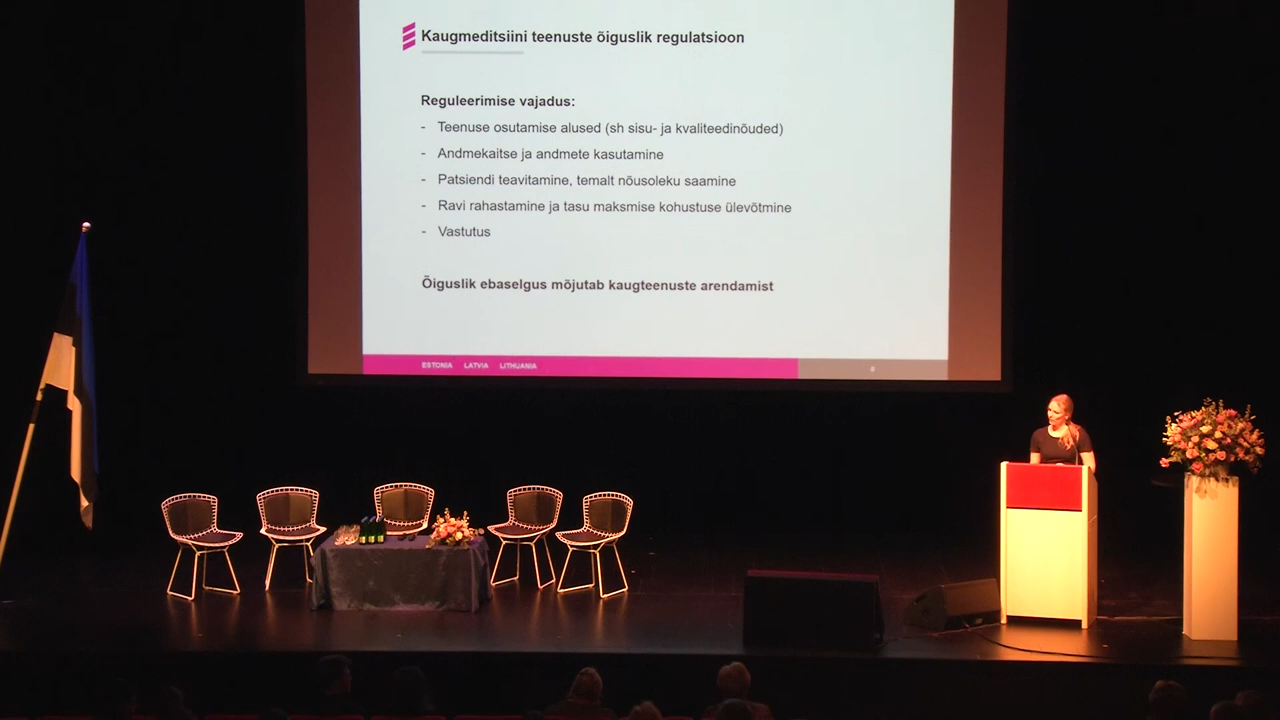 Kaugmeditsiini teenuste õiguslik regulatsioon
Reguleerimise vajadus:
- Teenuse osutamise alused (sh sisu- ja kvaliteedinõuded)
- Andmekaitse ja andmete kasutamine
- Patsiendi teavitamine, temalt nõusoleku saamine
- Ravi rahastamine ja tasu maksmise kohustuse ülevõtmine
- Vastutus
Õiguslik ebaselgus mõjutab kaugteenuste arendamist
ESTONIA LATVIA LITHUANIA